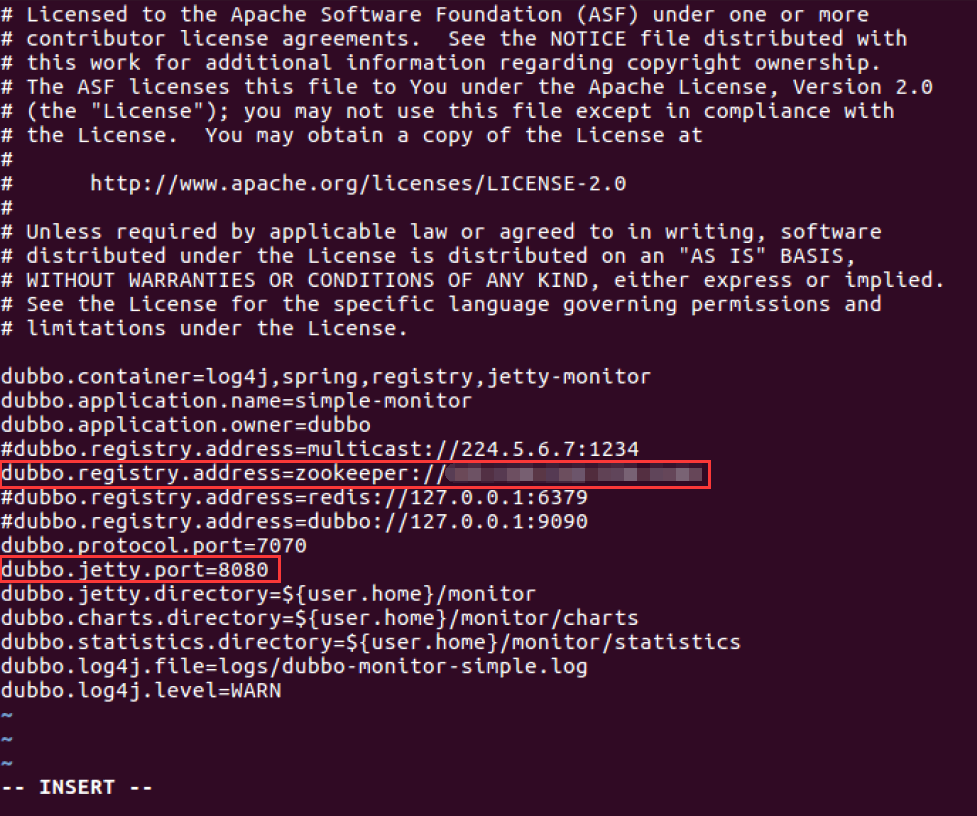 # Licensed to the Apache Software Foundation (ASF) under one or more
# contributor license agreements.  See the NOTICE file distributed with
# this work for additional information regarding copyright ownership.
# The ASF licenses this file to You under the Apache License, Version 2.0
# (the "License"); you may not use this file except in compliance with
# the License.  You may obtain a copy of the License at
#
#      http://www.apache.org/licenses/LICENSE-2.0
#
# Unless required by applicable law or agreed to in writing, software
# distributed under the License is distributed on an "AS IS" BASIS,
# WITHOUT WARRANTIES OR CONDITIONS OF ANY KIND, either express or implied.
# See the License for the specific language governing permissions and
# limitations under the License.
dubbo.container=log4j,spring,registry,jetty-monitor
dubbo.application.name=simple-monitor
dubbo.application.owner=dubbo
#dubbo.registry.address=multicast://224.5.6.7:1234
dubbo.registry.address=zookeeper://
#dubbo.registry.address=redis://127.0.0.1:6379
#dubbo.registry.address=dubbo://127.0.0.1:9090
dubbo.protocol.port=7070
dubbo.jetty.port=8080
dubbo.jetty.directory=${user.home}/monitor
dubbo.charts.directory=${user.home}/monitor/charts
dubbo.statistics.directory=${user.home}/monitor/statistics
dubbo.log4j.file=logs/dubbo-monitor-simple.log
dubbo.log4j.level=WARN
~
~
~
-- INSERT --